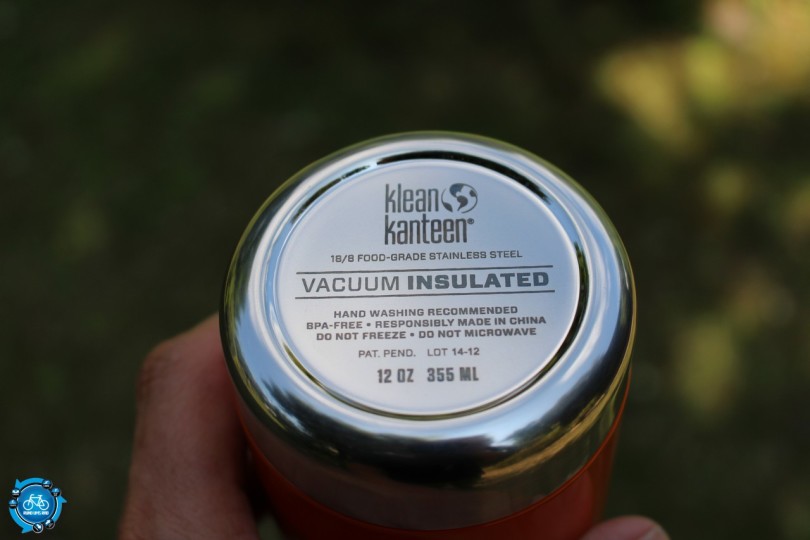 klean
kanteen®
18/8 FOOD-GRADE STAINLESS STEEL
VACUUM INSULATED
HAND WASHING RECOMMENDED
BPA-FREE • RESPONSIBLY MADE IN CHINA
DO NOT FREEZE • DO NOT MICROWAVE
PAT. PEND. LOT 14-12
12 OZ 355 ML